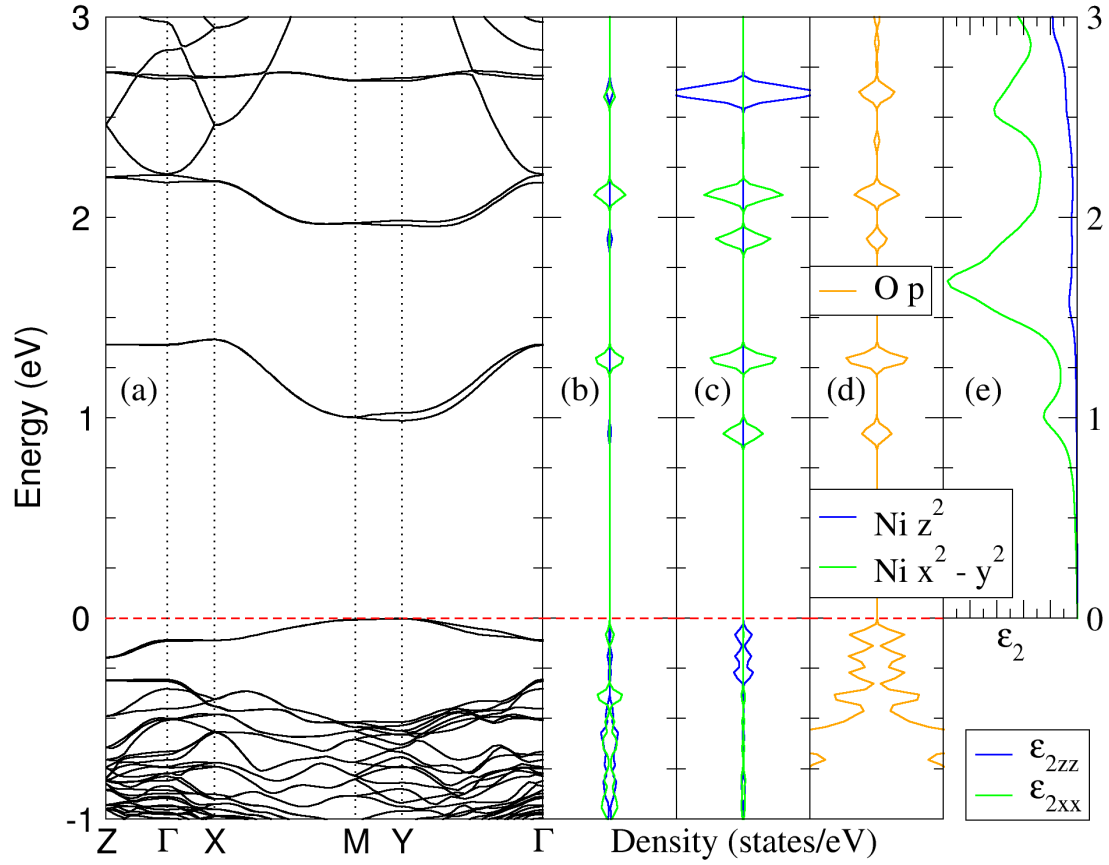 3
2
1
0
-1
Energy (eV)
(a)
(b)
(c)
(d)
(e)
O p
Ni z²
Ni x² - y²
3
2
1
0
ε₂
ε₂zz
ε₂xx
Z Γ X M Y Γ
Density (states/eV)